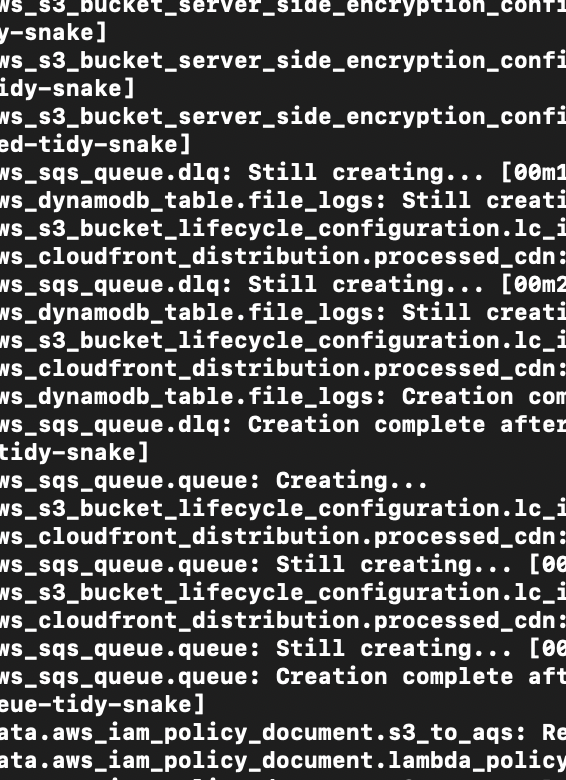 ws_s3_bucket_server_side_encryption_confi
y-snake]
ws_s3_bucket_server_side_encryption_confi
idy-snake]
ws_s3_bucket_server_side_encryption_confi
ed-tidy-snake]
ws_sqs_queue.dlq: Still creating... [00m1
ws_dynamodb_table.file_logs: Still creati
ws_s3_bucket_lifecycle_configuration.lc_i
ws_cloudfront_distribution.processed_cdn:
ws_sqs_queue.dlq: Still creating... [00m2
ws_dynamodb_table.file_logs: Still creati
ws_s3_bucket_lifecycle_configuration.lc_i
ws_cloudfront_distribution.processed_cdn:
ws_dynamodb_table.file_logs: Creation com
ws_sqs_queue.dlq: Creation complete after
tidy-snake]
ws_sqs_queue.queue: Creating...
ws_s3_bucket_lifecycle_configuration.lc_i
ws_cloudfront_distribution.processed_cdn:
ws_sqs_queue.queue: Still creating... [00
ws_s3_bucket_lifecycle_configuration.lc_i
ws_cloudfront_distribution.processed_cdn:
ws_sqs_queue.queue: Still creating... [00
ws_sqs_queue.queue: Creation complete aft
eue-tidy-snake]
ata.aws_iam_policy_document.s3_to_aqs: Re
ata.aws_iam_policy_document.lambda_policy